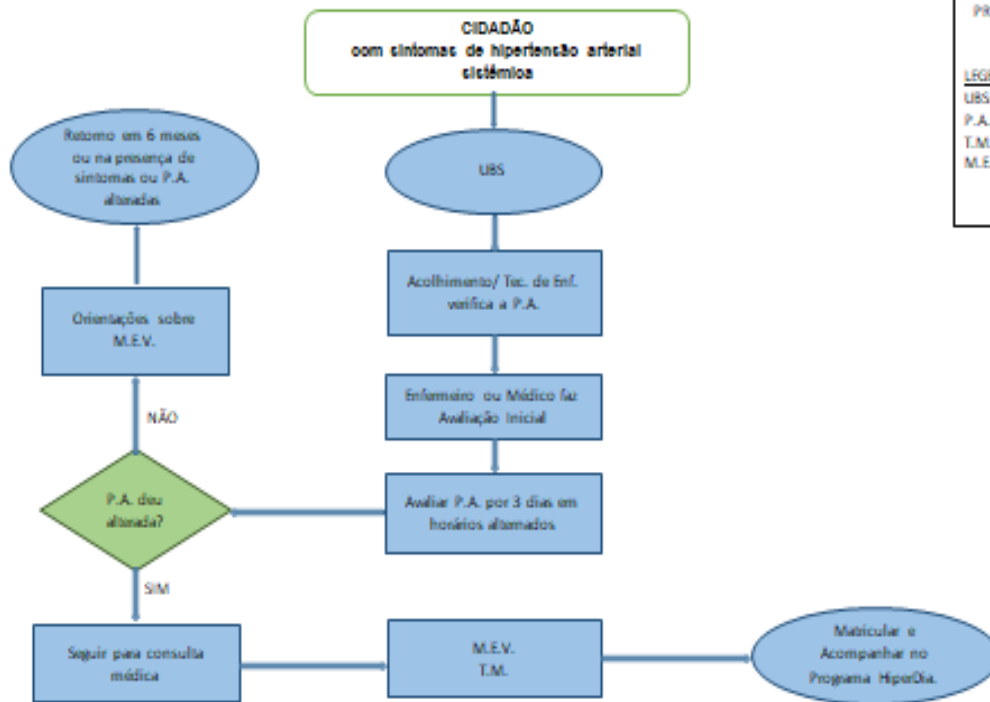 CIDADÃO
com sintomas de hipertensão arterial
sistêmica
PR
LEGE
UBS
P.A.
T.M.
M.E
Retorno em 6 meses
ou na presença de
sintomas ou P.A.
alteradas
UBS
Acolhimento/ Tec. de Enf.
verifica a P.A.
Orientações sobre
M.E.V.
Enfermeiro ou Médico faz
Avaliação Inicial
NÃO
P.A. deu
alterada?
Avaliar P.A. por 3 dias em
horários alternados
SIM
Seguir para consulta
médica
M.E.V.
T.M.
Matricular e
Acompanhar no
Programa HiperDia.